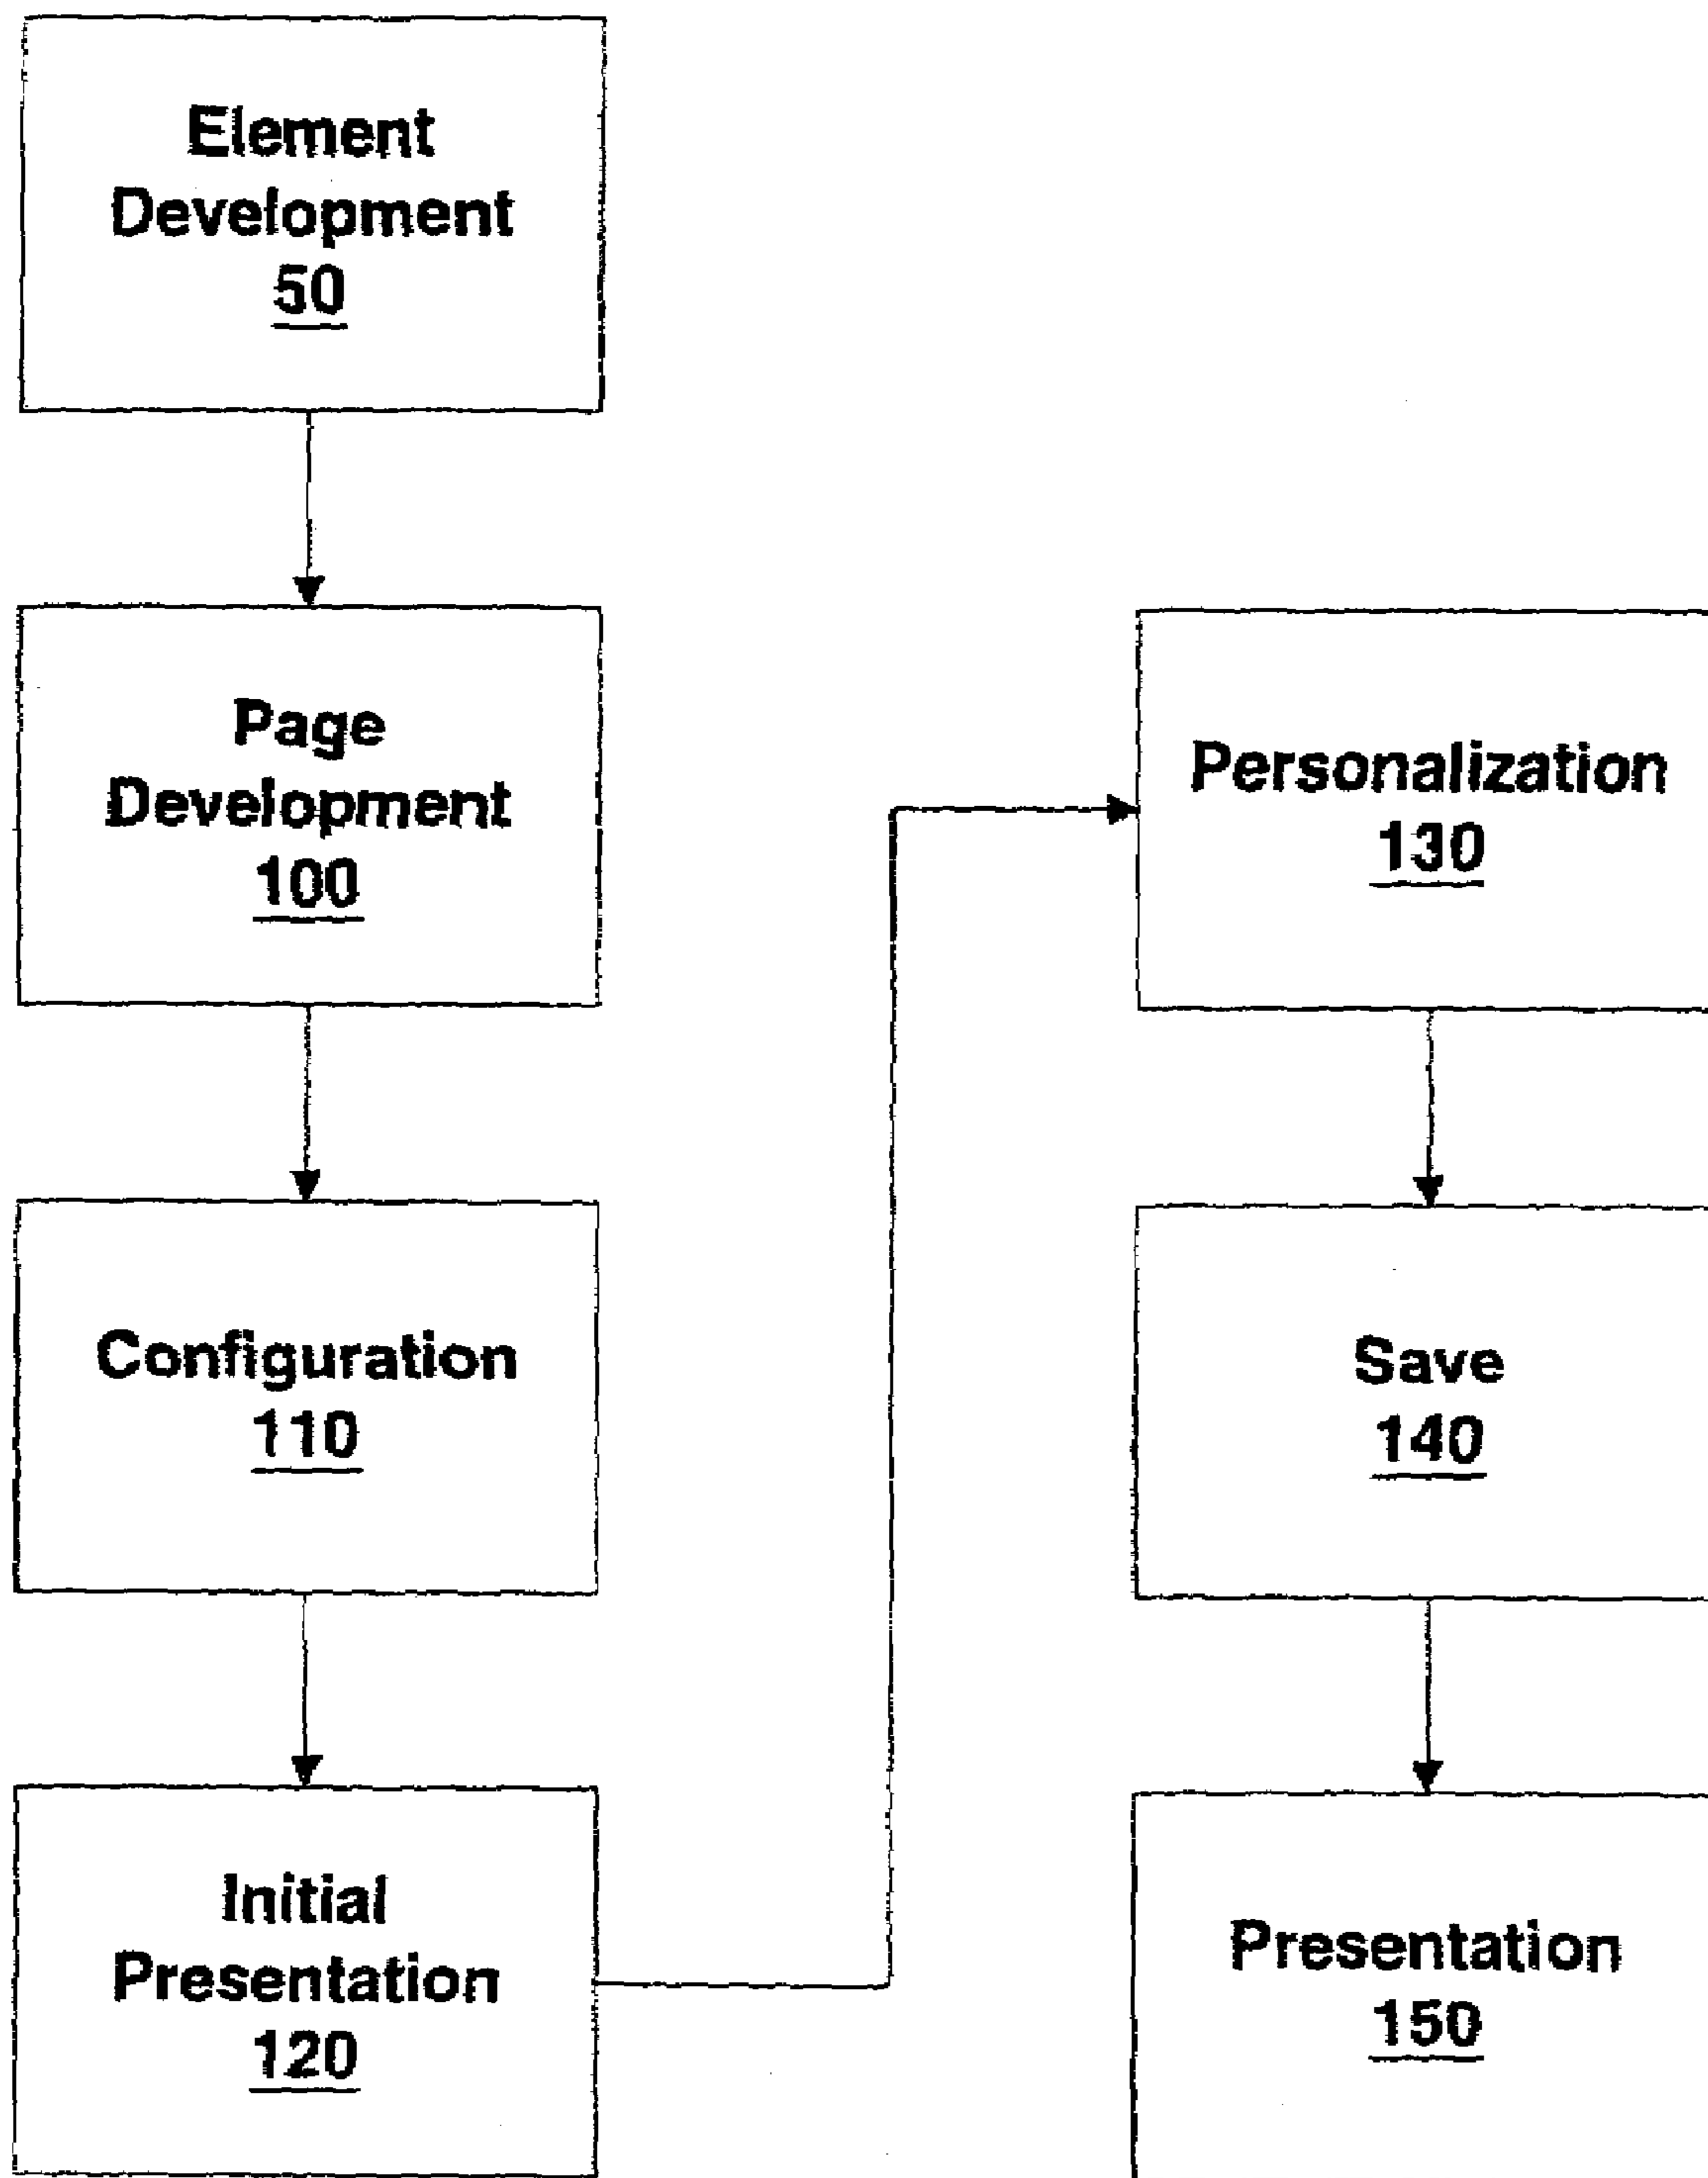 Element
Development
50
Page
Development
100
Configuration
110
Initial
Presentation
120
Personalization
130
Save
140
Presentation
150